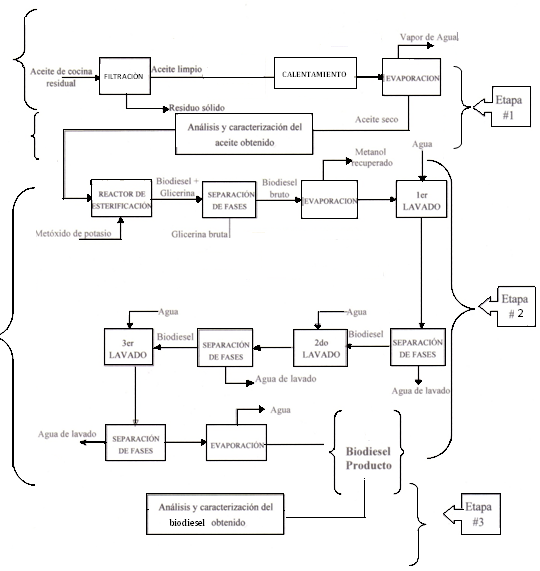 Vapor de Agua
Aceite de cocina
residual
FILTRACIÓN
Aceite limpio
CALENTAMIENTO
EVAPORACION
Residuo sólido
Aceite seco
Etapa
#1
Análisis y caracterización del
aceite obtenido
Metanol
recuperado
Agua
REACTOR DE
ESTERIFICACIÓN
Biodiesel +
Glicerina
SEPARACIÓN
DE FASES
Biodiesel
bruto
EVAPORACION
1er
LAVADO
Metóxido de potasio
Glicerina bruta
Etapa
# 2
Agua
Agua
3er
LAVADO
Biodiesel
SEPARACIÓN
DE FASES
2do
LAVADO
Biodiesel
SEPARACIÓN
DE FASES
Agua de lavado
Agua de lavado
Agua
Agua de lavado
SEPARACIÓN
DE FASES
EVAPORACIÓN
Biodiesel
Producto
Análisis y caracterización del
biodiesel obtenido
Etapa
#3